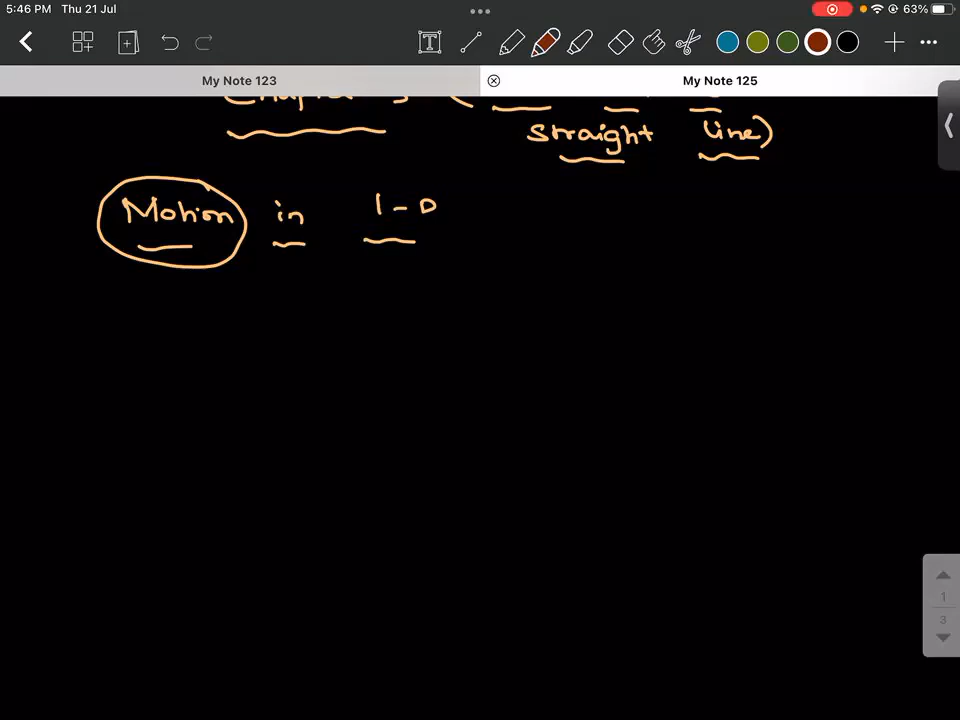 5:46 PM Thu 21 Jul
63%
My Note 123
My Note 125
straight line)
Motion in 1-D
1
3